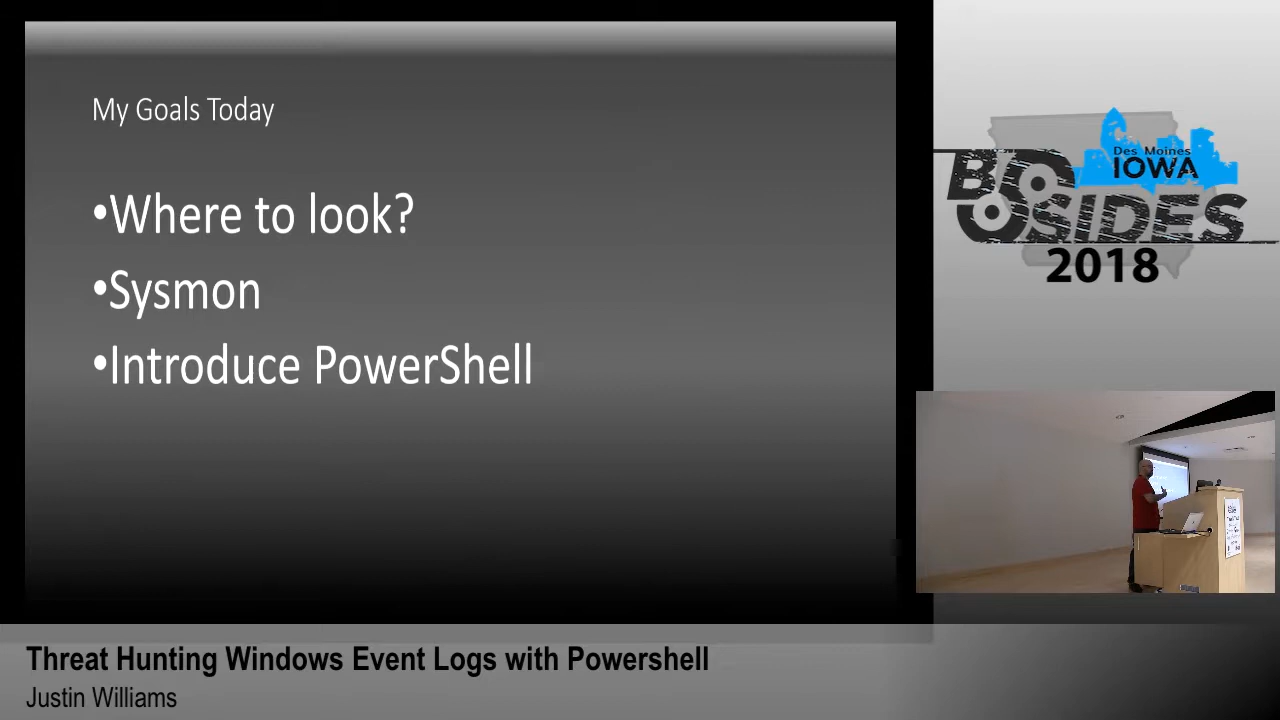 My Goals Today
•Where to look?
•Sysmon
•Introduce PowerShell
Des Moines
IOWA
BSIDES
2018
Threat Hunting Windows Event Logs with Powershell
Justin Williams